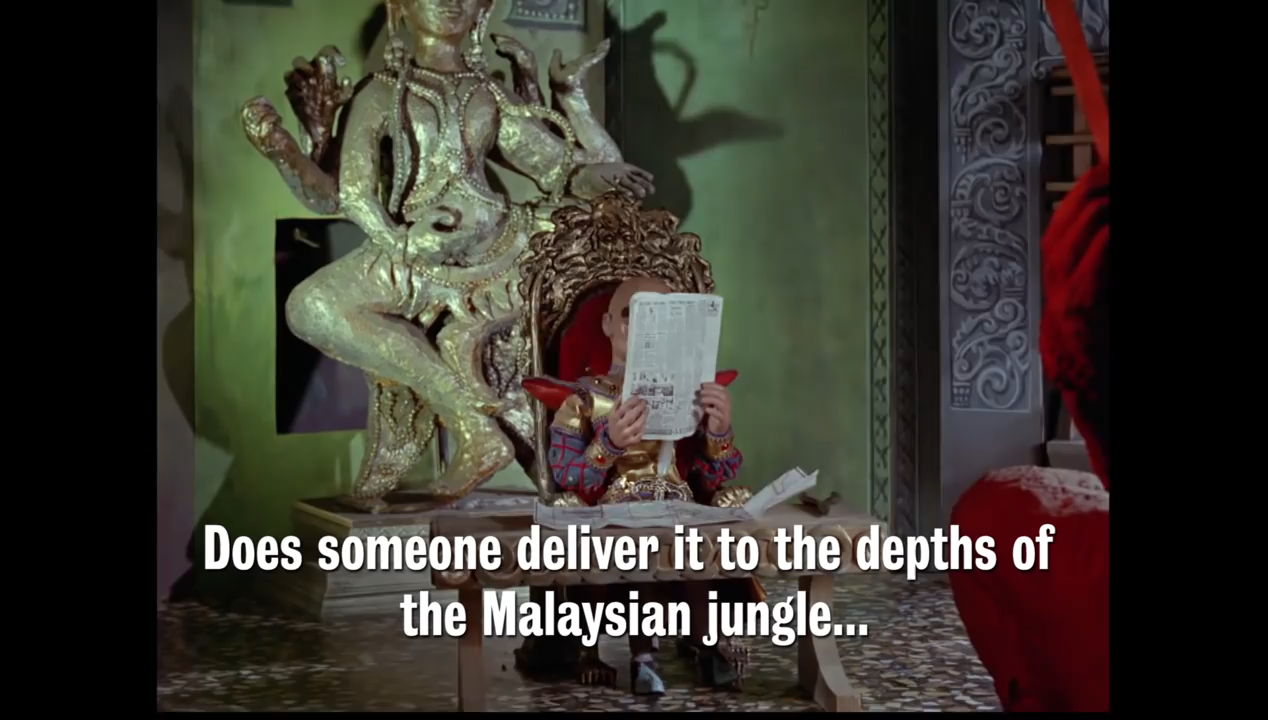 Does someone deliver it to the depths of
the Malaysian jungle...